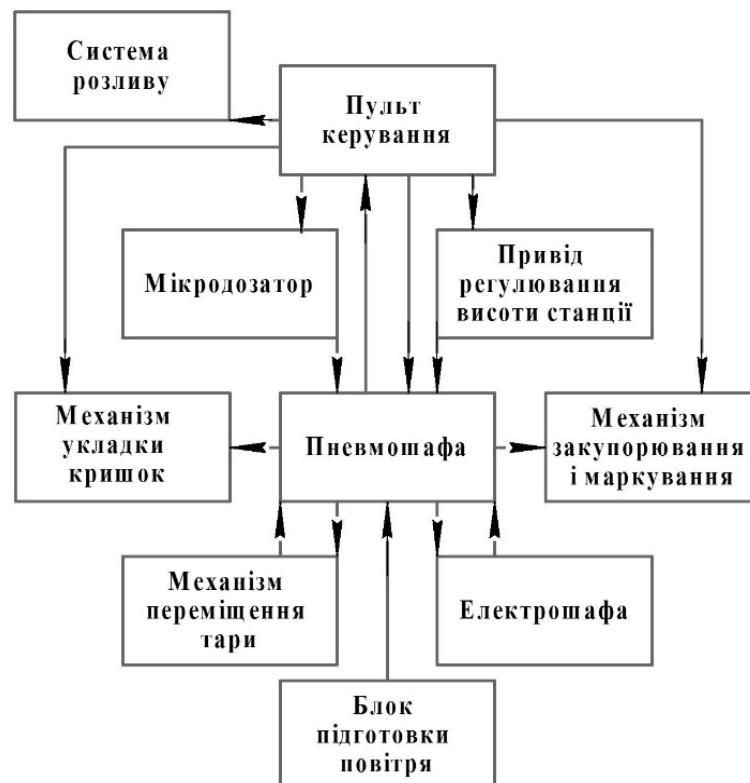 Система
розливу
Пульт
керування
Мікродозатор
Привід
регулювання
висоти станції
Механізм
укладки
кришок
Пневмошафа
Механізм
закупорювання
і маркування
Механізм
переміщення
тари
Електрошафа
Блок
підготовки
повітря